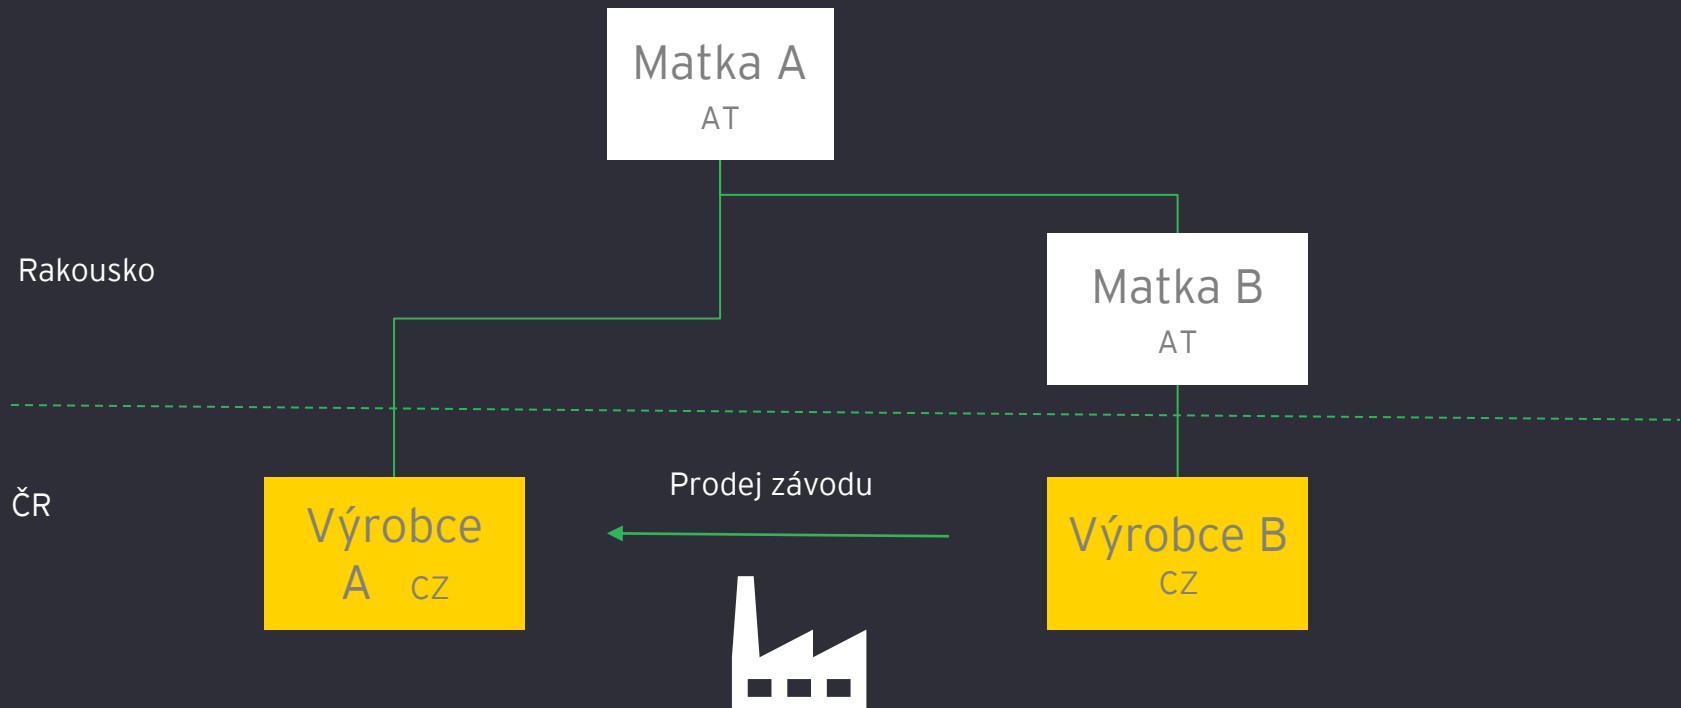 Matka A
AT
Rakousko
Matka B
AT
ČR
Prodej závodu
Výrobce
A CZ
Výrobce B
CZ